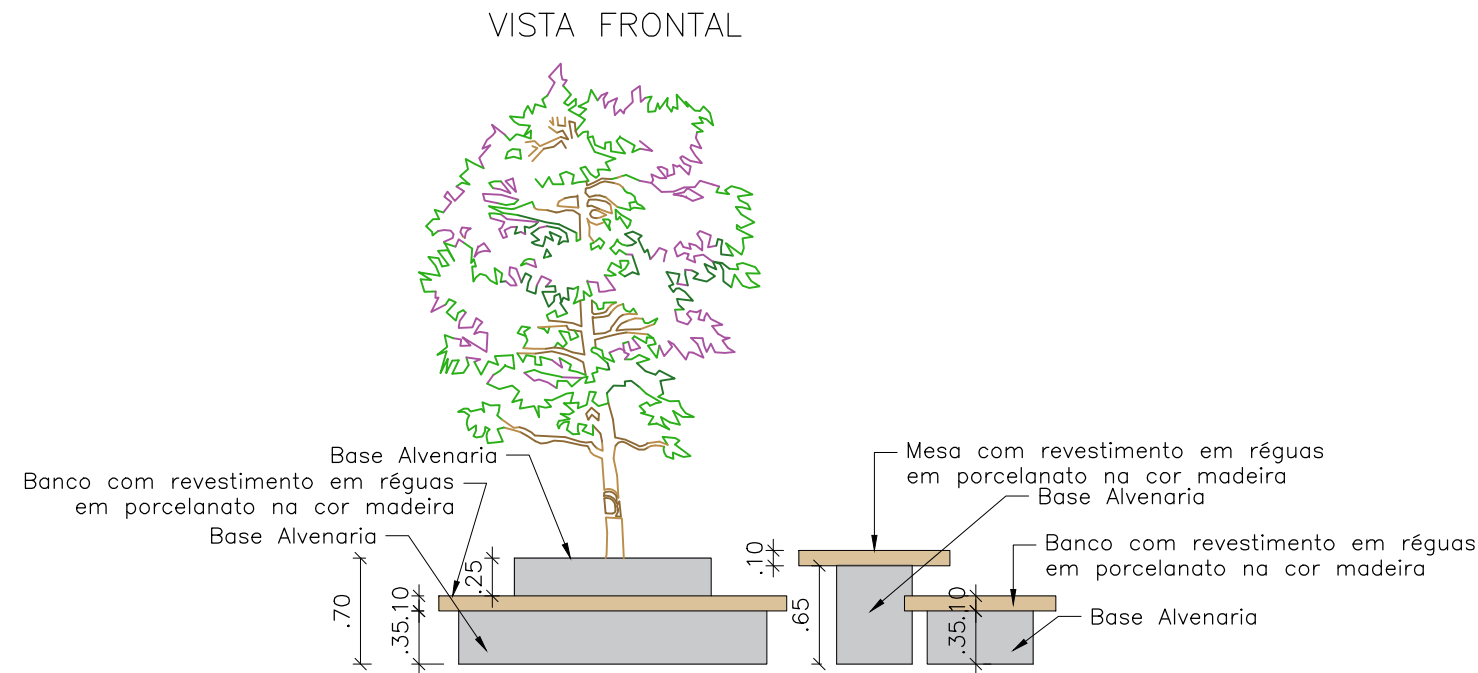 VISTA FRONTAL
Base Alvenaria
Banco com revestimento em réguas
em porcelanato na cor madeira
Base Alvenaria
Mesa com revestimento em réguas
em porcelanato na cor madeira
Base Alvenaria
Banco com revestimento em réguas
em porcelanato na cor madeira
Base Alvenaria
.70
.35
.10
.25
.10
.65
.35
.10